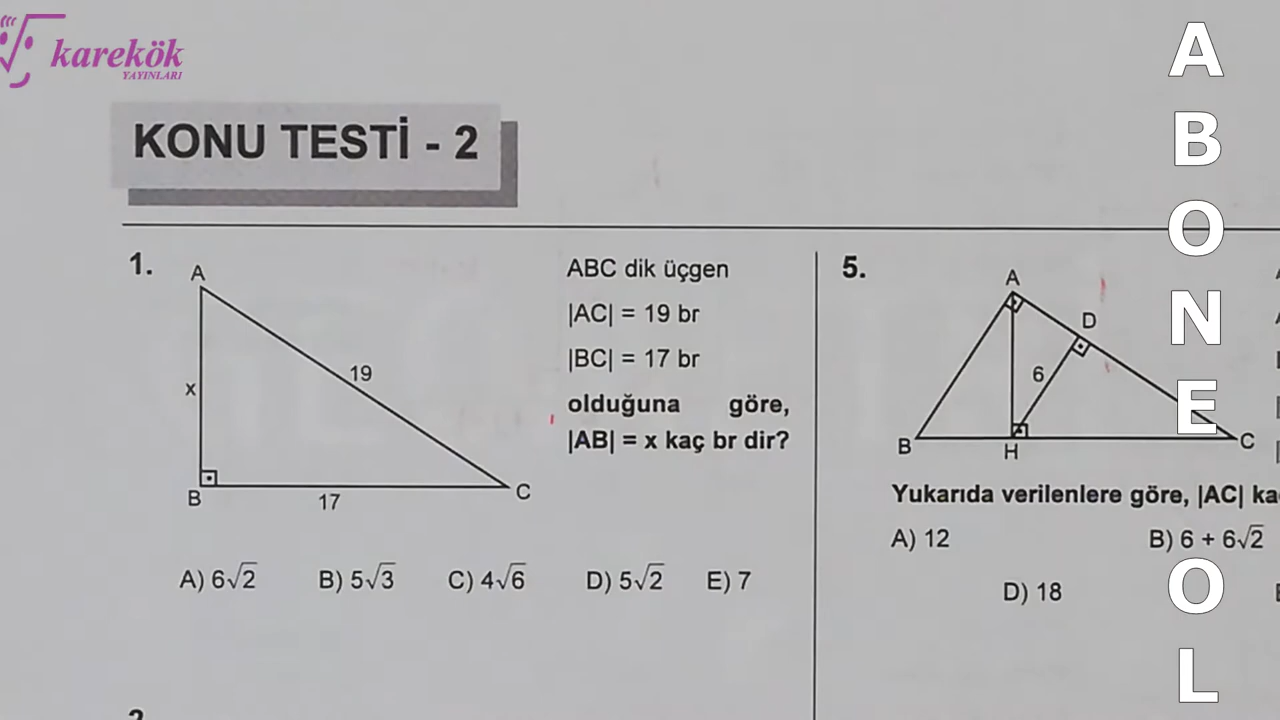 karekök
YAYINLARI
KONU TESTİ - 2
1.
A
x
19
B
17
C
ABC dik üçgen
|AC| = 19 br
|BC| = 17 br
olduğuna göre,
|AB| = x kaç br dir?
A) 6√2 B) 5√3 C) 4√6 D) 5√2 E) 7
5.
A
D
6
B
H
C
Yukarıda verilenlere göre, |AC|
A) 12 B) 6 + 6√2
D) 18
ABONE OL